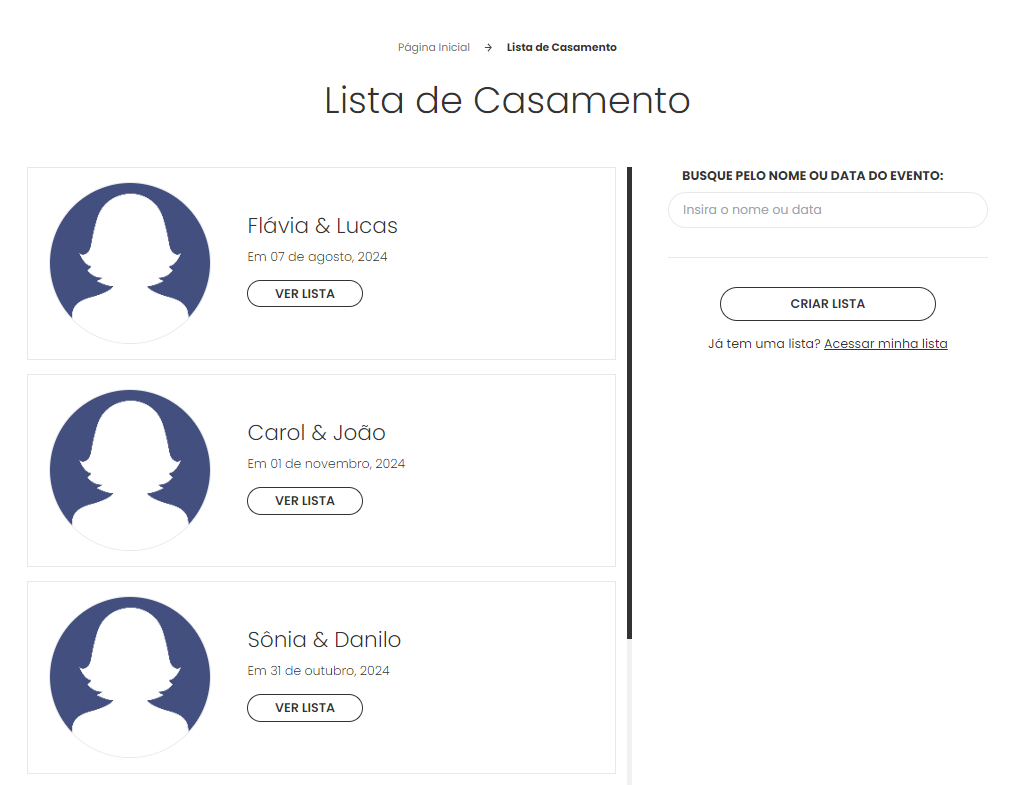 Página Inicial → Lista de Casamento
Lista de Casamento
Flávia & Lucas
Em 07 de agosto, 2024
VER LISTA
Carol & João
Em 01 de novembro, 2024
VER LISTA
Sônia & Danilo
Em 31 de outubro, 2024
VER LISTA
BUSQUE PELO NOME OU DATA DO EVENTO:
Insira o nome ou data
CRIAR LISTA
Já tem uma lista? Acessar minha lista